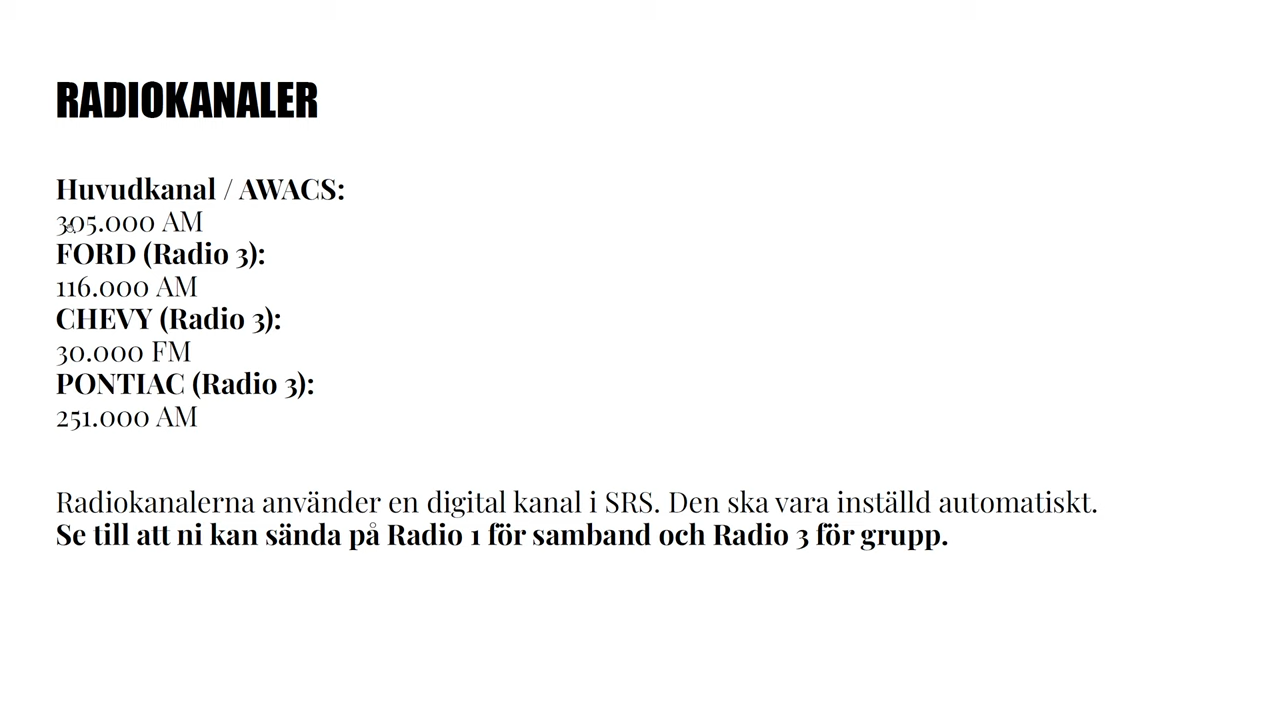 RADIOKANALER
Huvudkanal / AWACS:
305.000 AM
FORD (Radio 3):
116.000 AM
CHEVY (Radio 3):
30.000 FM
PONTIAC (Radio 3):
251.000 AM
Radiokanalerna använder en digital kanal i SRS. Den ska vara inställd automatiskt.
Se till att ni kan sända på Radio 1 för samband och Radio 3 för grupp.